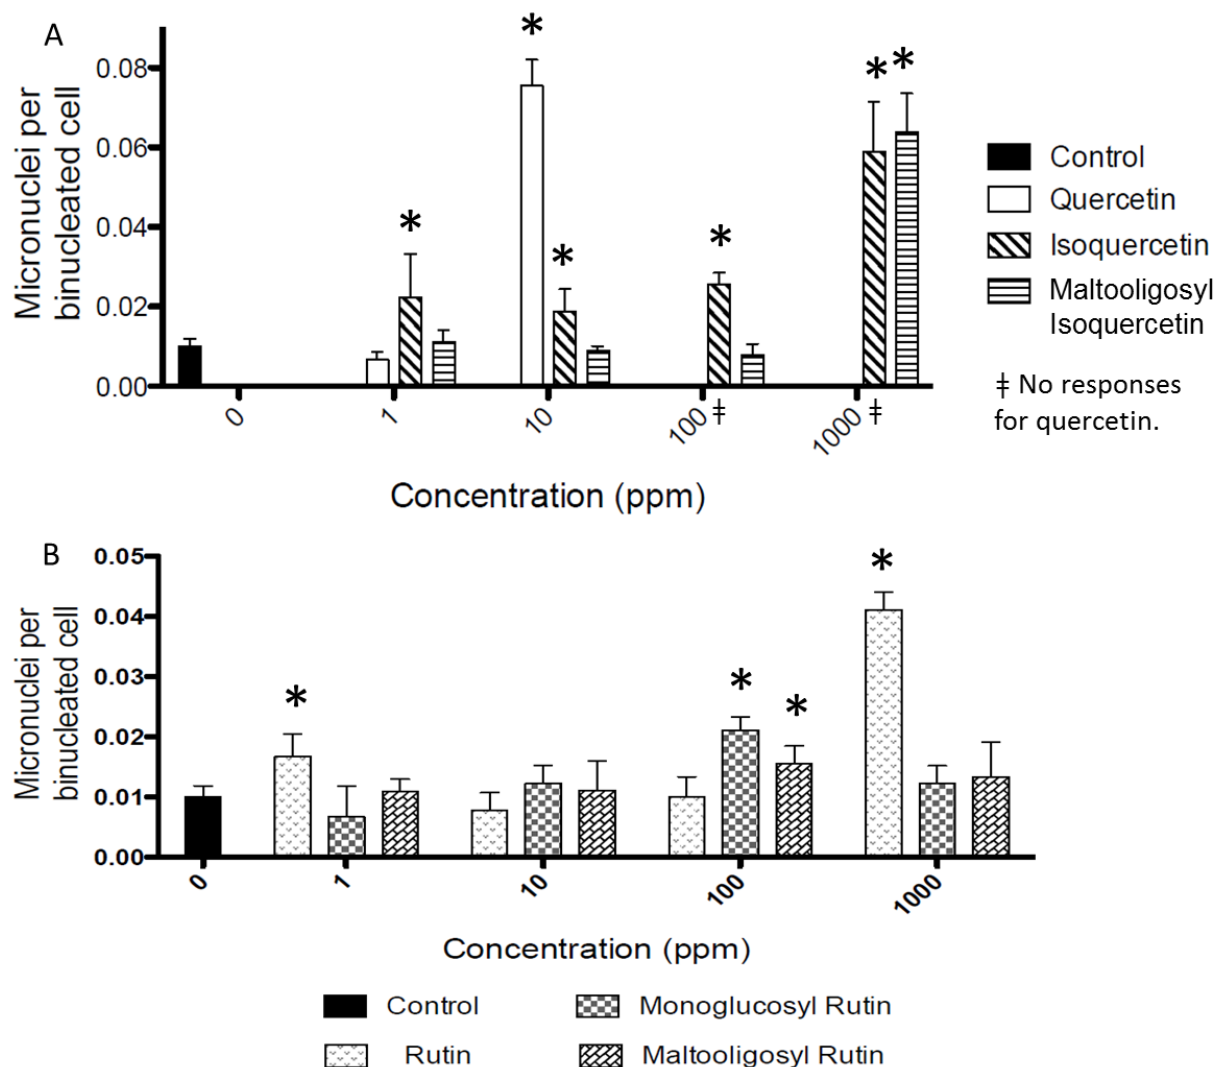 A
Micronuclei per
binucleated cell
0.08
0.06
0.04
0.02
0.00
* * * * * * *
0 1 10 100 ‡ 1000 ‡
Concentration (ppm)
Control
Quercetin
Isoquercetin
Maltooligosyl
Isoquercetin
‡ No responses
for quercetin.
B
Micronuclei per
binucleated cell
0.05
0.04
0.03
0.02
0.01
0.00
* * * *
0 1 10 100 1000
Concentration (ppm)
Control
Monoglucosyl Rutin
Rutin
Maltooligosyl Rutin